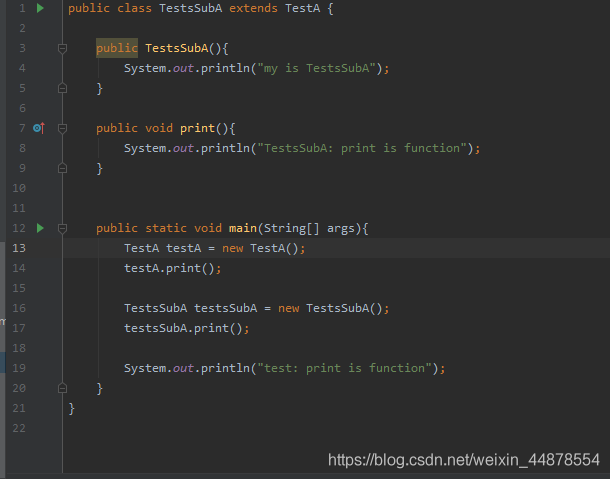 1 public class TestsSubA extends TestA {
2
3 public TestsSubA(){
4 System.out.println("my is TestsSubA");
5 }
6
7 public void print(){
8 System.out.println("TestsSubA: print is function");
9 }
10
11
12 public static void main(String[] args){
13 TestA testA = new TestA();
14 testA.print();
15
16 TestsSubA testsSubA = new TestsSubA();
17 testsSubA.print();
18
19 System.out.println("test: print is function");
20 }
21 }
22
https://blog.csdn.net/weixin_44878554